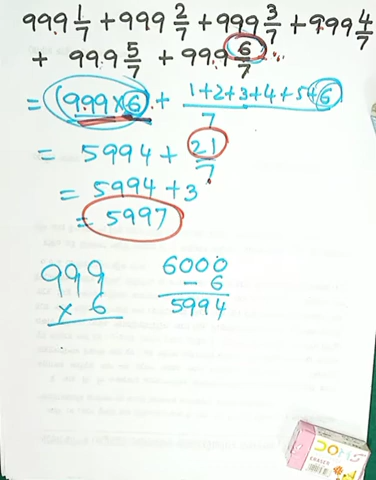 999 1/7 + 999 2/7 + 999 3/7 + 999 4/7
+ 999 5/7 + 999 6/7
= (999 × 6) + (1+2+3+4+5+6)/7
= 5994 + 21/7
= 5994 + 3
= 5997
999
× 6
6000
- 6
5994
ERASER